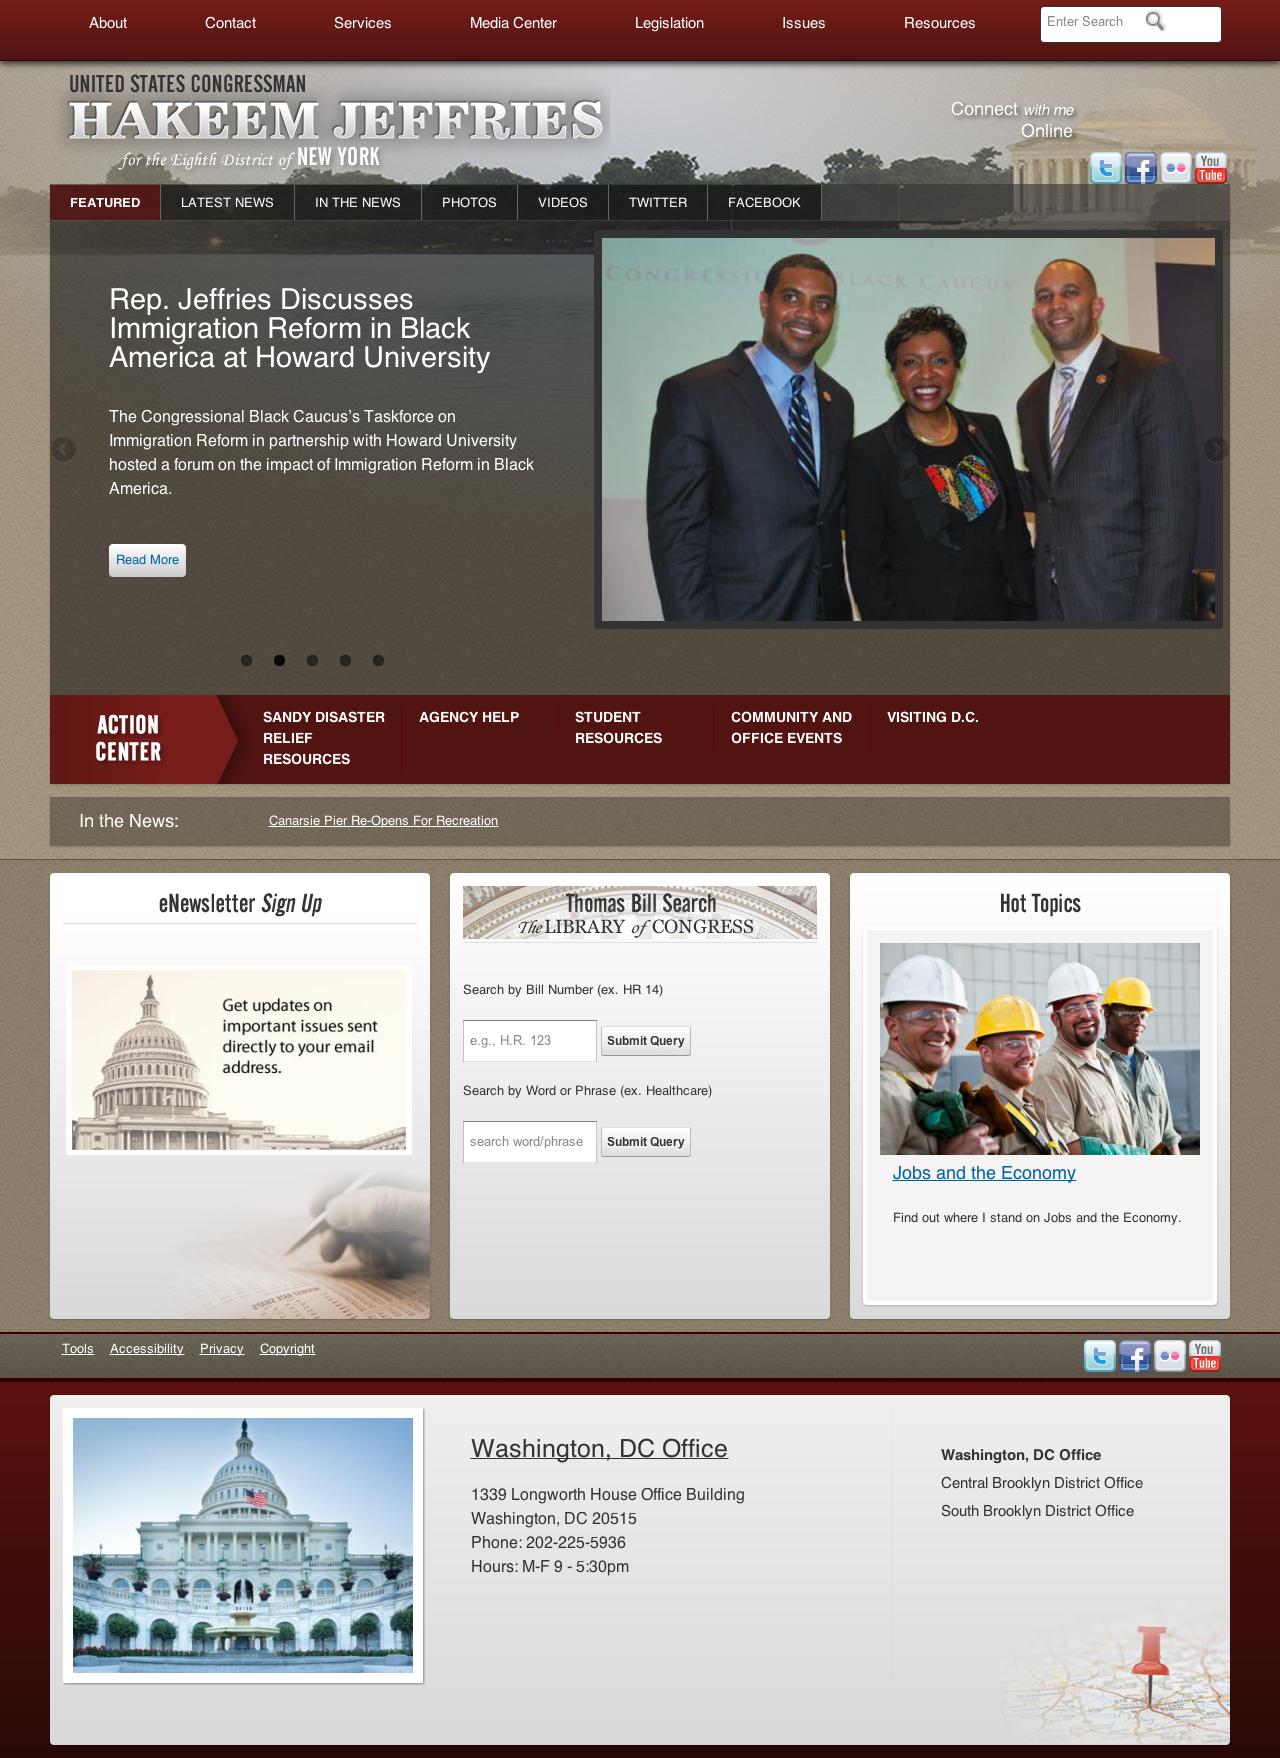 About
Contact
Services
Media Center
Legislation
Issues
Resources
Enter Search
UNITED STATES CONGRESSMAN
HAKEEM JEFFRIES
for the Eighth District of NEW YORK
Connect with me
Online
You
Tube
FEATURED
LATEST NEWS
IN THE NEWS
PHOTOS
VIDEOS
TWITTER
FACEBOOK
Rep. Jeffries Discusses
Immigration Reform in Black
America at Howard University
The Congressional Black Caucus's Taskforce on
Immigration Reform in partnership with Howard University
hosted a forum on the impact of Immigration Reform in Black
America.
Read More
CONGRESSIO BLACK CAUCUS
ACTION
CENTER
SANDY DISASTER
RELIEF
RESOURCES
AGENCY HELP
STUDENT
RESOURCES
COMMUNITY AND
OFFICE EVENTS
VISITING D.C.
In the News:
Canarsie Pier Re-Opens For Recreation
eNewsletter Sign Up
Get updates on
important issues sent
directly to your email
address.
Thomas Bill Search
The LIBRARY of CONGRESS
Search by Bill Number (ex. HR 14)
e.g., H.R. 123
Submit Query
Search by Word or Phrase (ex. Healthcare)
search word/phrase
Submit Query
Hot Topics
Jobs and the Economy
Find out where I stand on Jobs and the Economy.
Tools
Accessibility
Privacy
Copyright
You
Tube
Washington, DC Office
1339 Longworth House Office Building
Washington, DC 20515
Phone: 202-225-5936
Hours: M-F 9 - 5:30pm
Washington, DC Office
Central Brooklyn District Office
South Brooklyn District Office